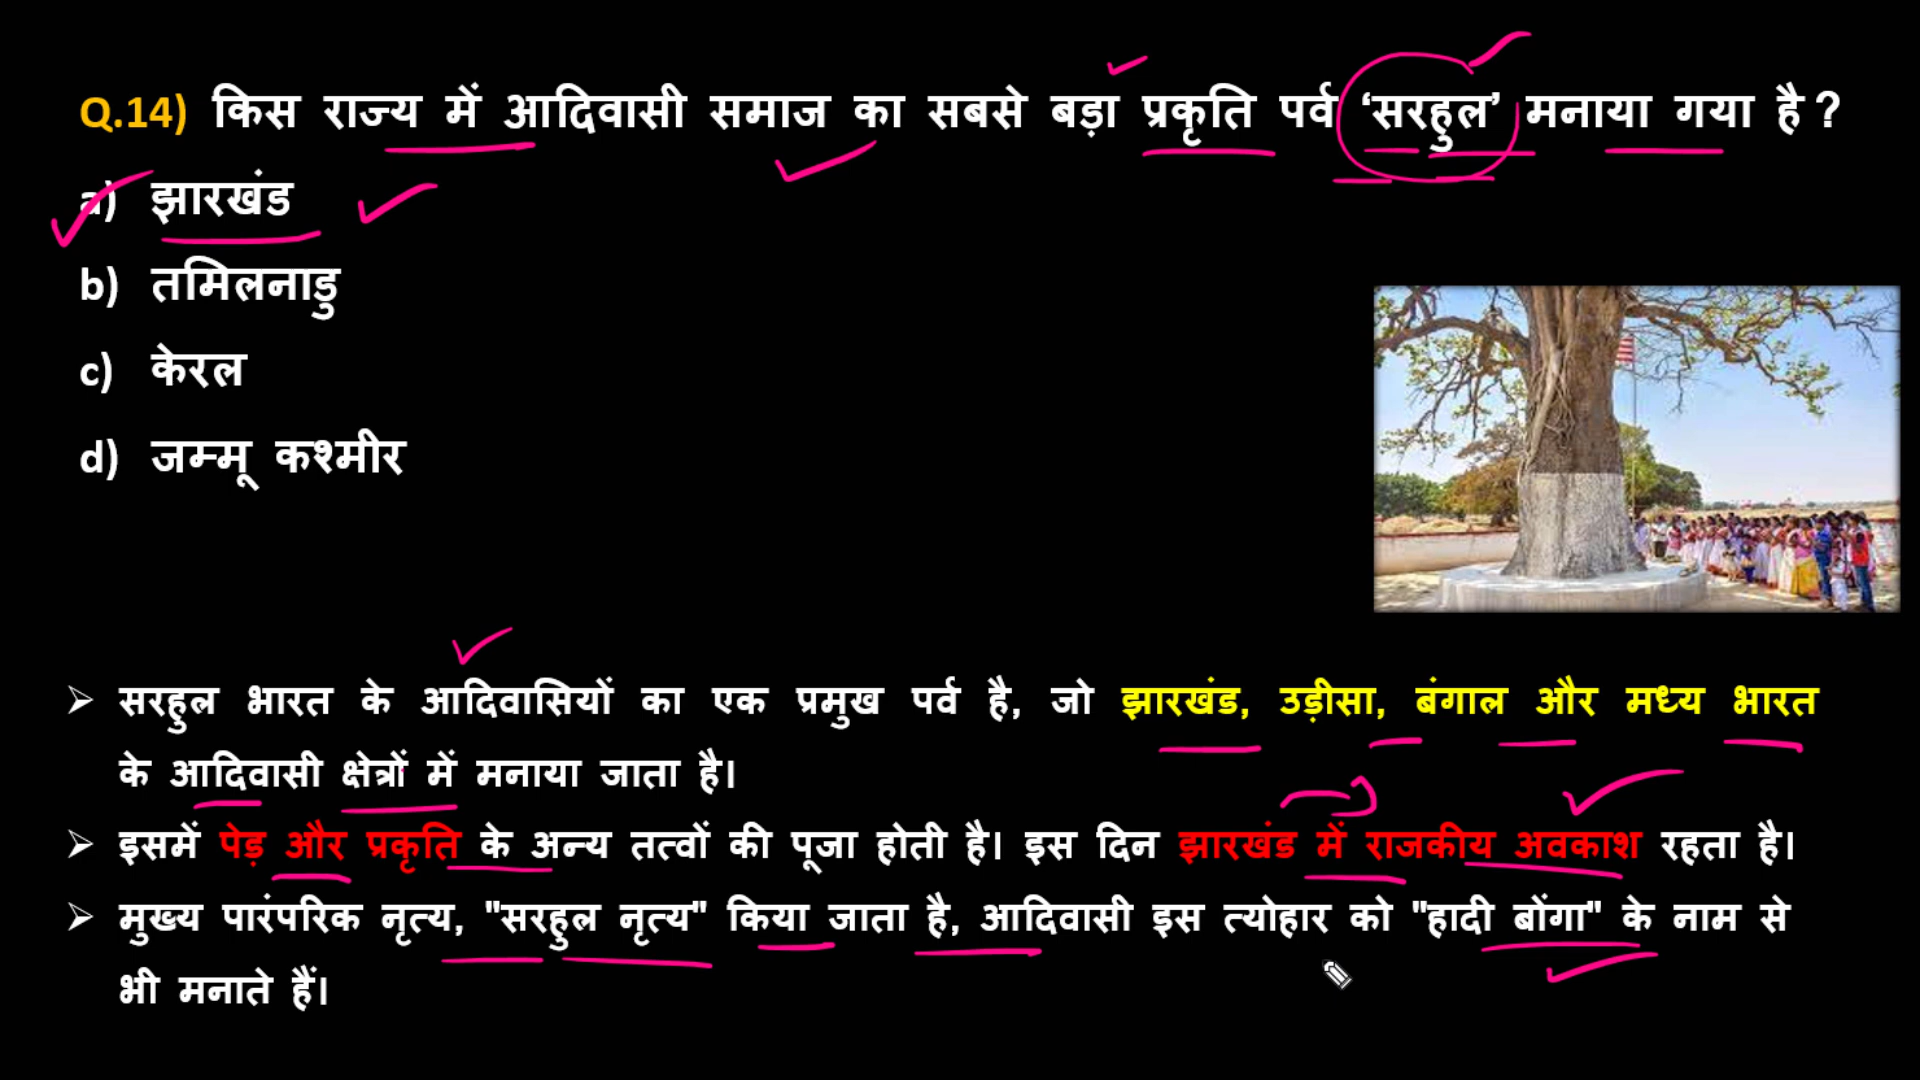 Q.14) किस राज्य में आदिवासी समाज का सबसे बड़ा प्रकृति पर्व ‘सरहुल’ मनाया गया है ?
a) झारखंड
b) तमिलनाडु
c) केरल
d) जम्मू कश्मीर
➢ सरहुल भारत के आदिवासियों का एक प्रमुख पर्व है, जो झारखंड, उड़ीसा, बंगाल और मध्य भारत
के आदिवासी क्षेत्रों में मनाया जाता है।
➢ इसमें पेड़ और प्रकृति के अन्य तत्वों की पूजा होती है। इस दिन झारखंड में राजकीय अवकाश रहता है।
➢ मुख्य पारंपरिक नृत्य, "सरहुल नृत्य" किया जाता है, आदिवासी इस त्योहार को "हादी बोंगा" के नाम से
भी मनाते हैं।